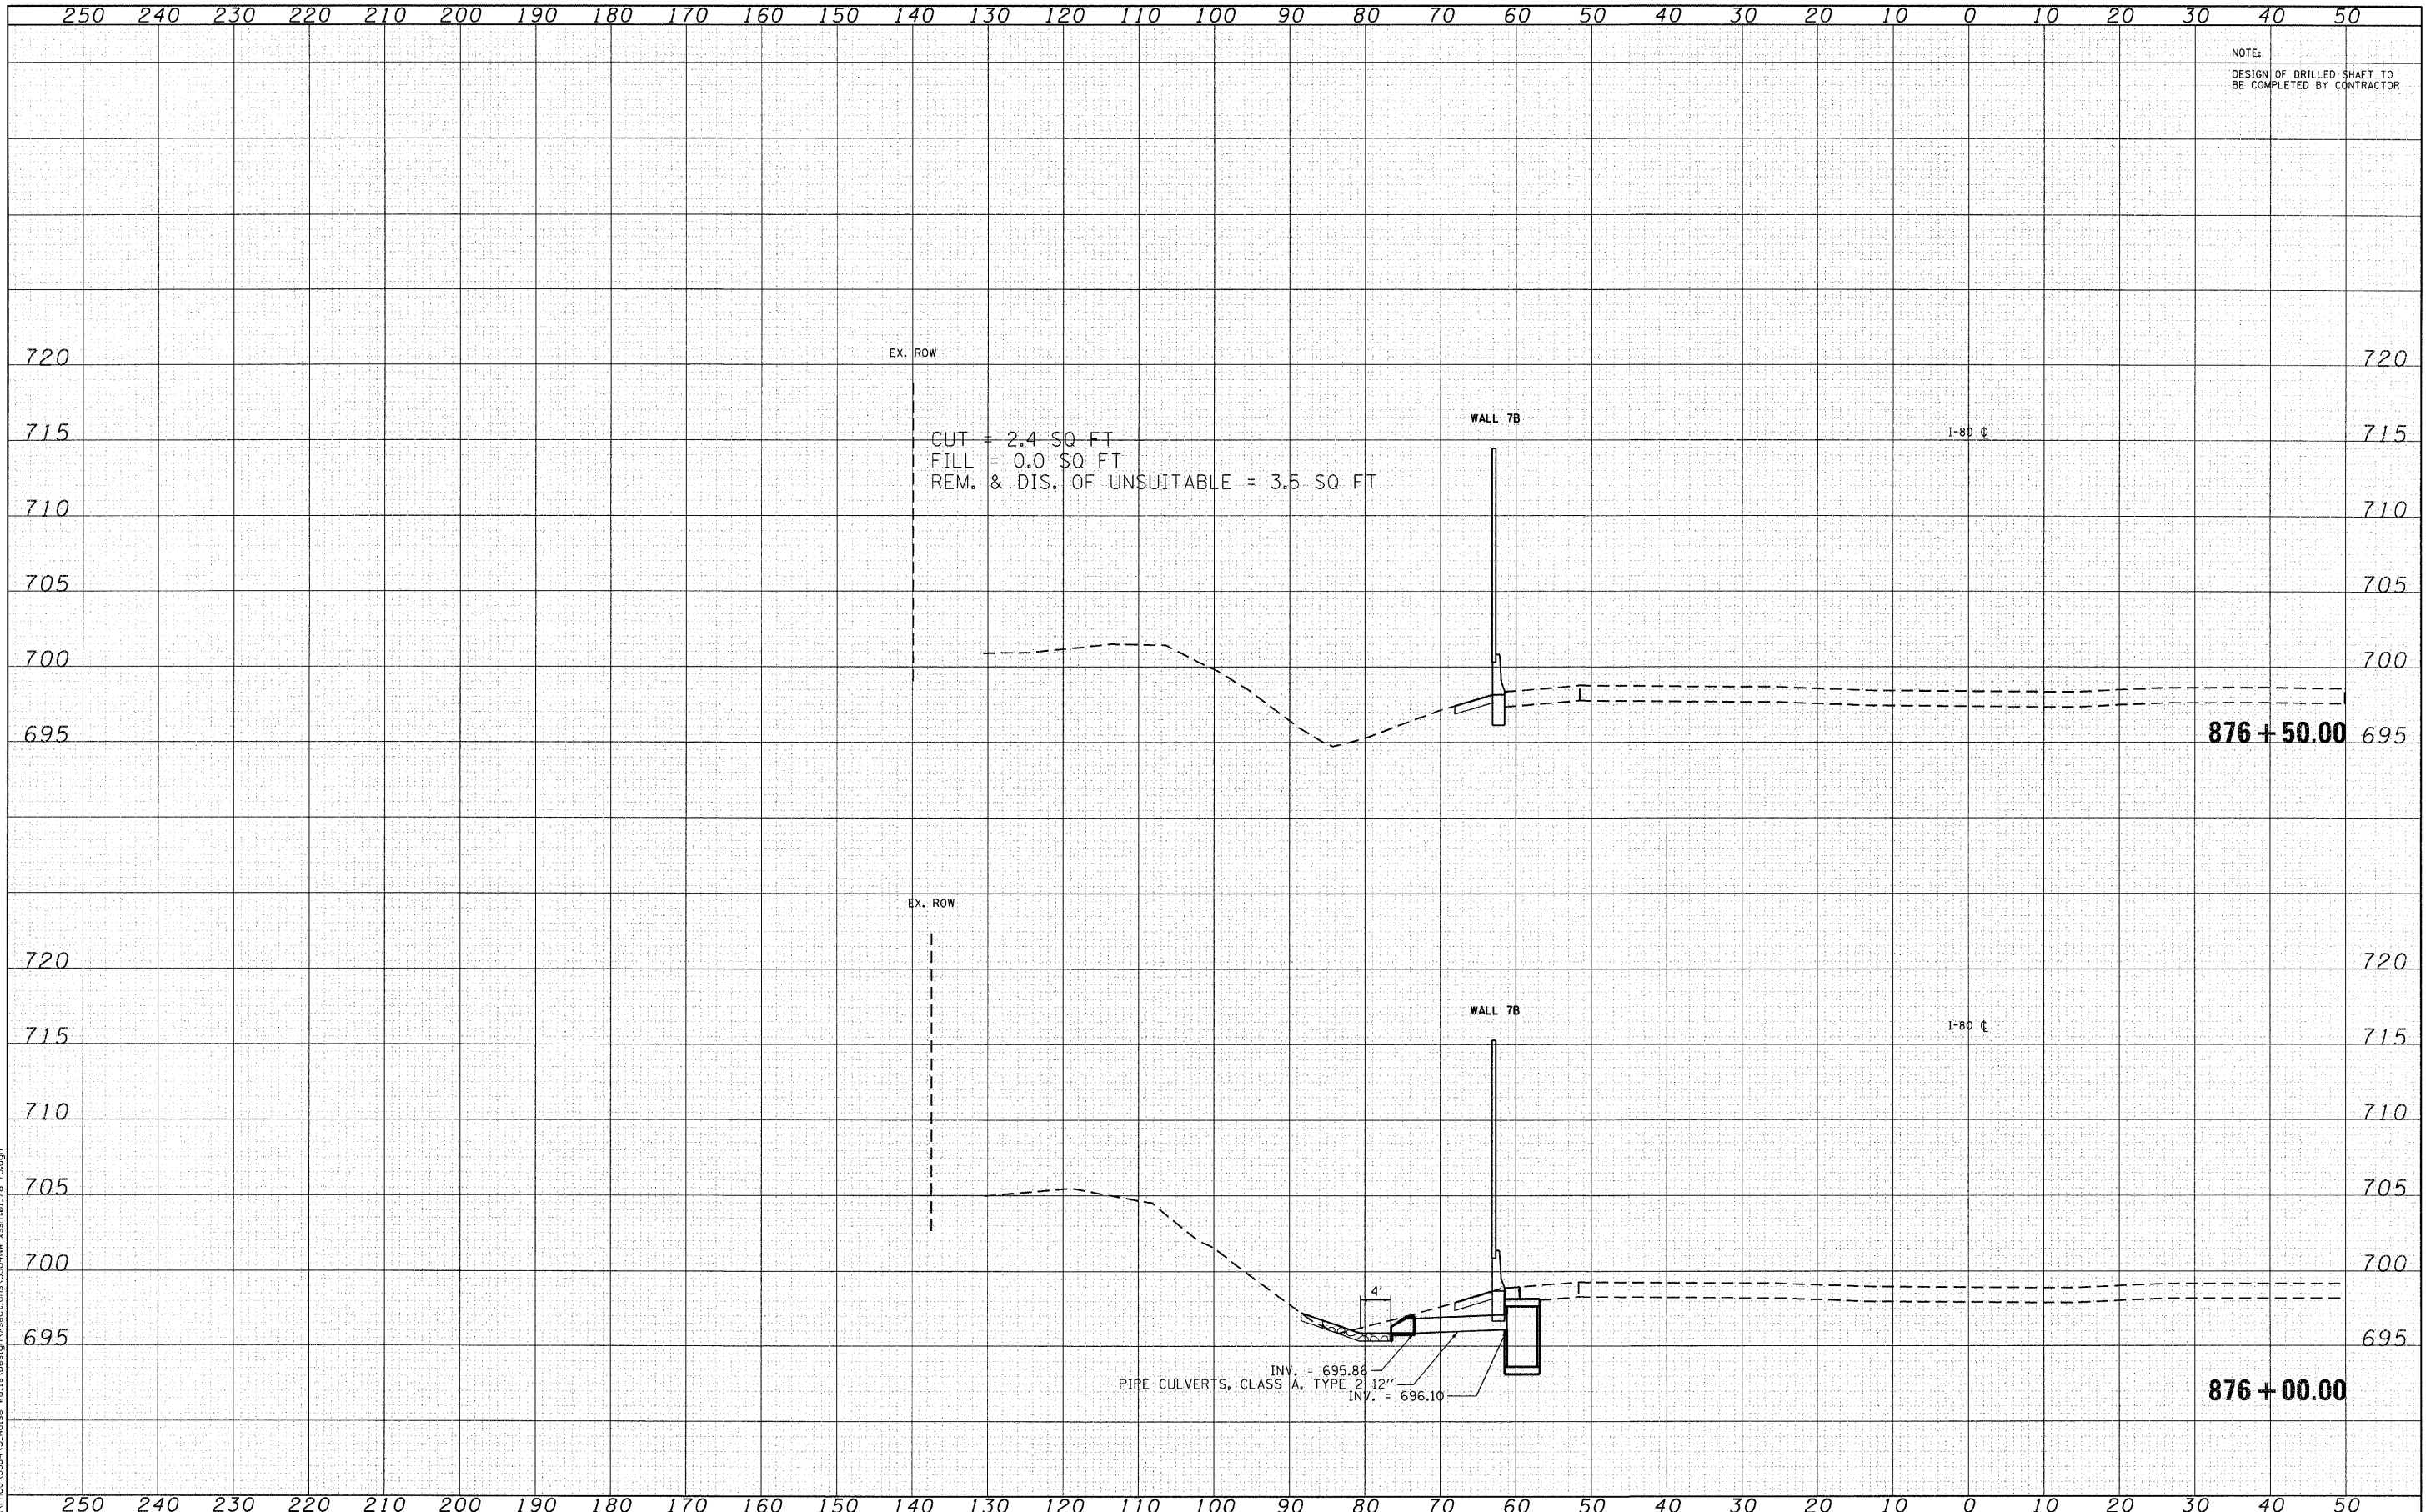 250 240 230 220 210 200 190 180 170 160 150 140 130 120 110 100 90 80 70 60 50 40 30 20 10 0 10 20 30 40 50
NOTE:
DESIGN OF DRILLED SHAFT TO
BE COMPLETED BY CONTRACTOR
EX. ROW
720 720
WALL 7B
I-80 ℄
715 715
CUT = 2.4 SQ FT
FILL = 0.0 SQ FT
REM. & DIS. OF UNSUITABLE = 3.5 SQ FT
710 710
705 705
700 700
695 876+50.00 695
EX. ROW
720 720
WALL 7B
I-80 ℄
715 715
710 710
705 705
700 700
4'
695 695
INV. = 695.86
PIPE CULVERTS, CLASS A, TYPE 2 12"
INV. = 696.10
876+00.00
250 240 230 220 210 200 190 180 170 160 150 140 130 120 110 100 90 80 70 60 50 40 30 20 10 0 10 20 30 40 50